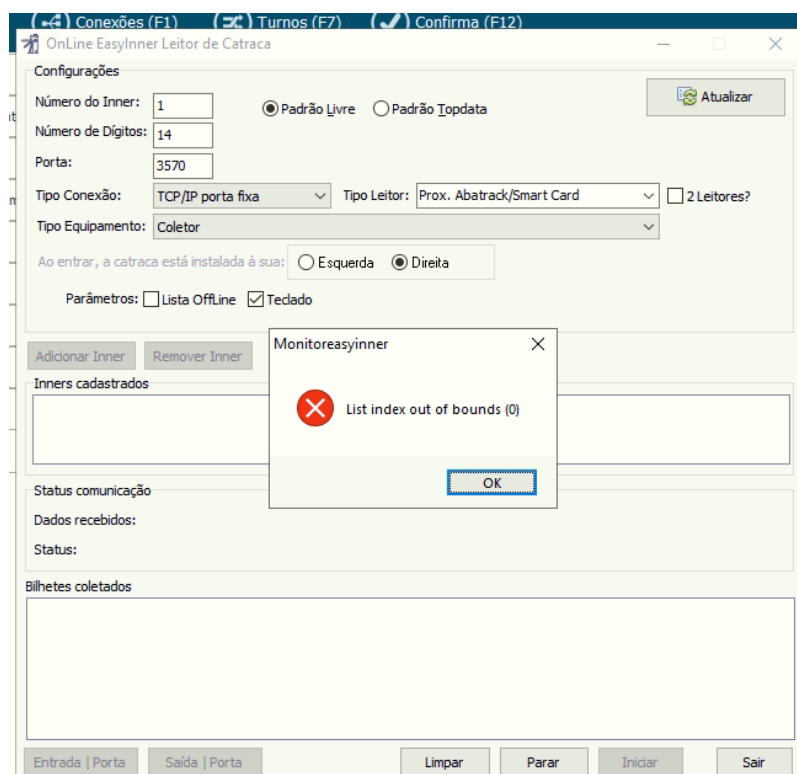 Conexões (F1) Turnos (F7) Confirma (F12)
OnLine EasyInner Leitor de Catraca
Configurações
Número do Inner: 1 Padrão Livre Padrão Topdata Atualizar
Número de Dígitos: 14
Porta: 3570
Tipo Conexão: TCP/IP porta fixa Tipo Leitor: Prox. Abatrack/Smart Card 2 Leitores?
Tipo Equipamento: Coletor
Ao entrar, a catraca está instalada à sua: Esquerda Direita
Parâmetros: Lista OffLine Teclado
Adicionar Inner Remover Inner
Monitoreasyinner
Inners cadastrados
List index out of bounds (0)
OK
Status comunicação
Dados recebidos:
Status:
Bilhetes coletados
Entrada | Porta Saída | Porta Limpar Parar Iniciar Sair